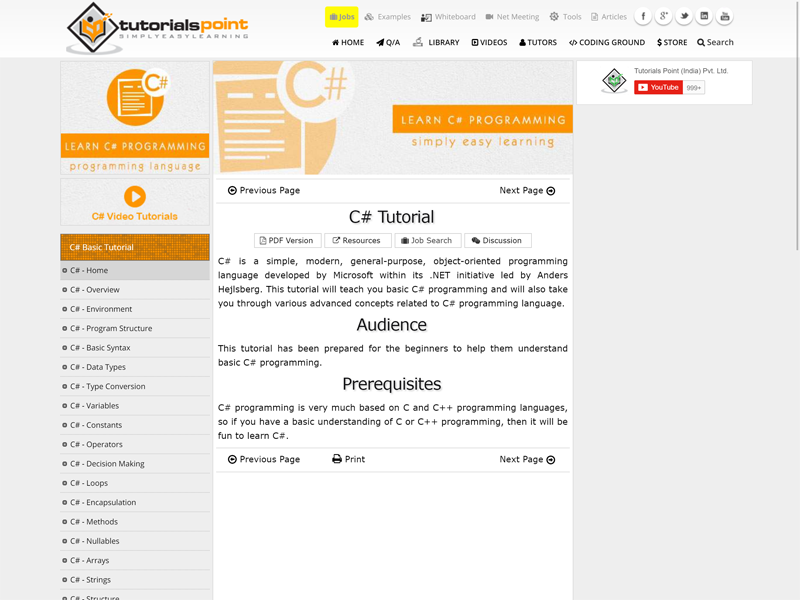 tutorialspoint
SIMPLYEASYLEARNING
Jobs
Examples
Whiteboard
Net Meeting
Tools
Articles
HOME
Q/A
LIBRARY
VIDEOS
TUTORS
CODING GROUND
STORE
Search
C#
LEARN C# PROGRAMMING
programming language
C# Video Tutorials
C# Basic Tutorial
C# - Home
C# - Overview
C# - Environment
C# - Program Structure
C# - Basic Syntax
C# - Data Types
C# - Type Conversion
C# - Variables
C# - Constants
C# - Operators
C# - Decision Making
C# - Loops
C# - Encapsulation
C# - Methods
C# - Nullables
C# - Arrays
C# - Strings
C# - Structure
C#
LEARN C# PROGRAMMING
simply easy learning
Previous Page
Next Page
C# Tutorial
PDF Version
Resources
Job Search
Discussion
C# is a simple, modern, general-purpose, object-oriented programming
language developed by Microsoft within its .NET initiative led by Anders
Hejlsberg. This tutorial will teach you basic C# programming and will also take
you through various advanced concepts related to C# programming language.
Audience
This tutorial has been prepared for the beginners to help them understand
basic C# programming.
Prerequisites
C# programming is very much based on C and C++ programming languages,
so if you have a basic understanding of C or C++ programming, then it will be
fun to learn C#.
Previous Page
Print
Next Page
Tutorials Point (India) Pvt. Ltd.
YouTube
999+